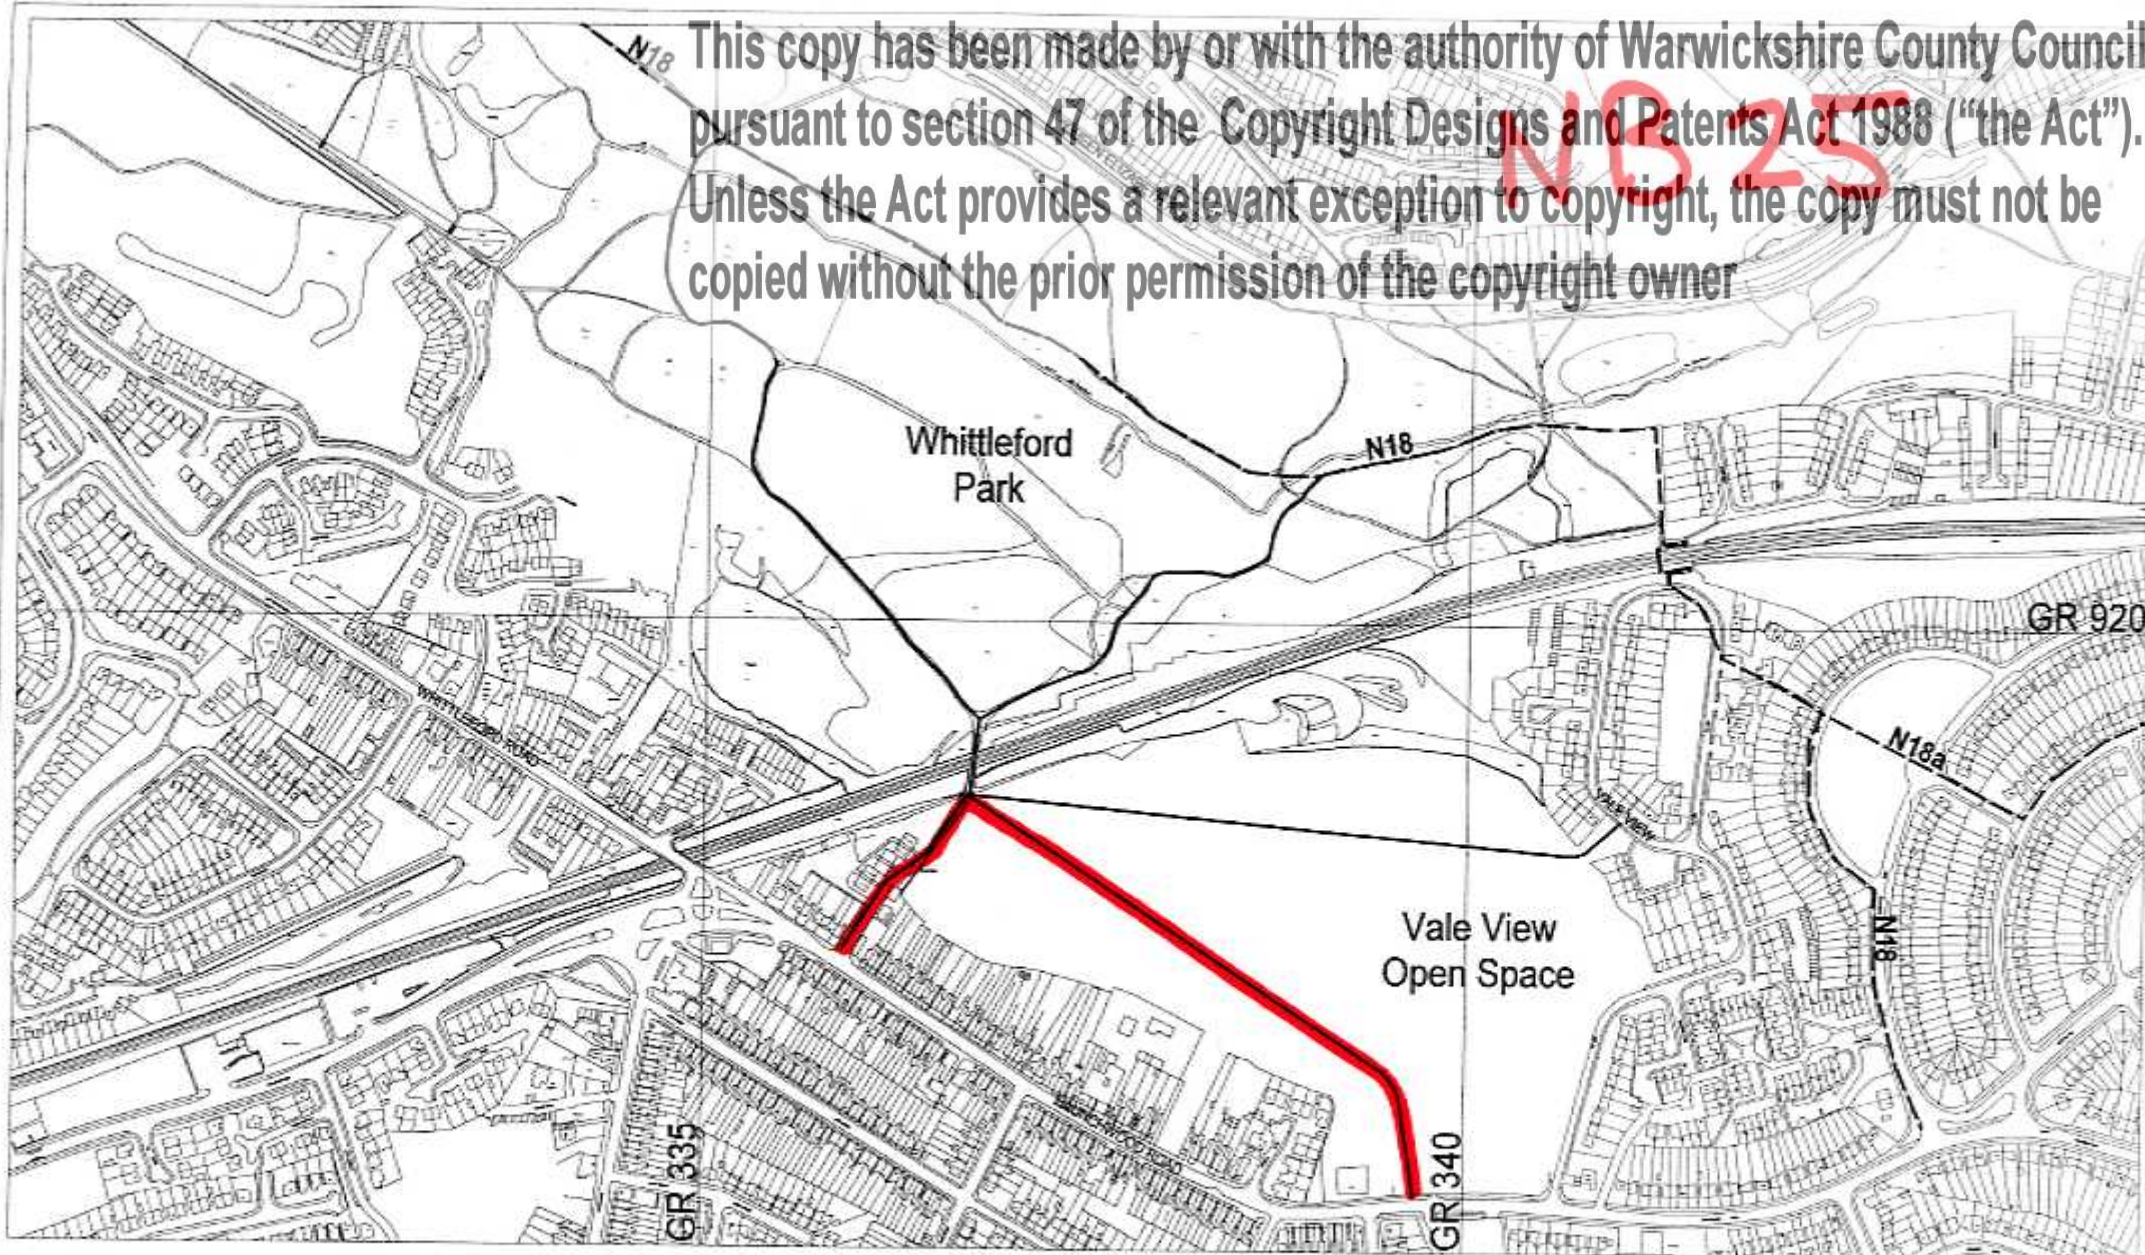 This copy has been made by or with the authority of Warwickshire County Council
pursuant to section 47 of the Copyright Designs and Patents Act 1988 (“the Act”).
Unless the Act provides a relevant exception to copyright, the copy must not be
copied without the prior permission of the copyright owner
NB 25
N18
Whittleford
Park
N18
GR 920
WHITTLEFORD ROAD
N18a
VALE VIEW
Vale View
Open Space
N18
GR 335
GR 340